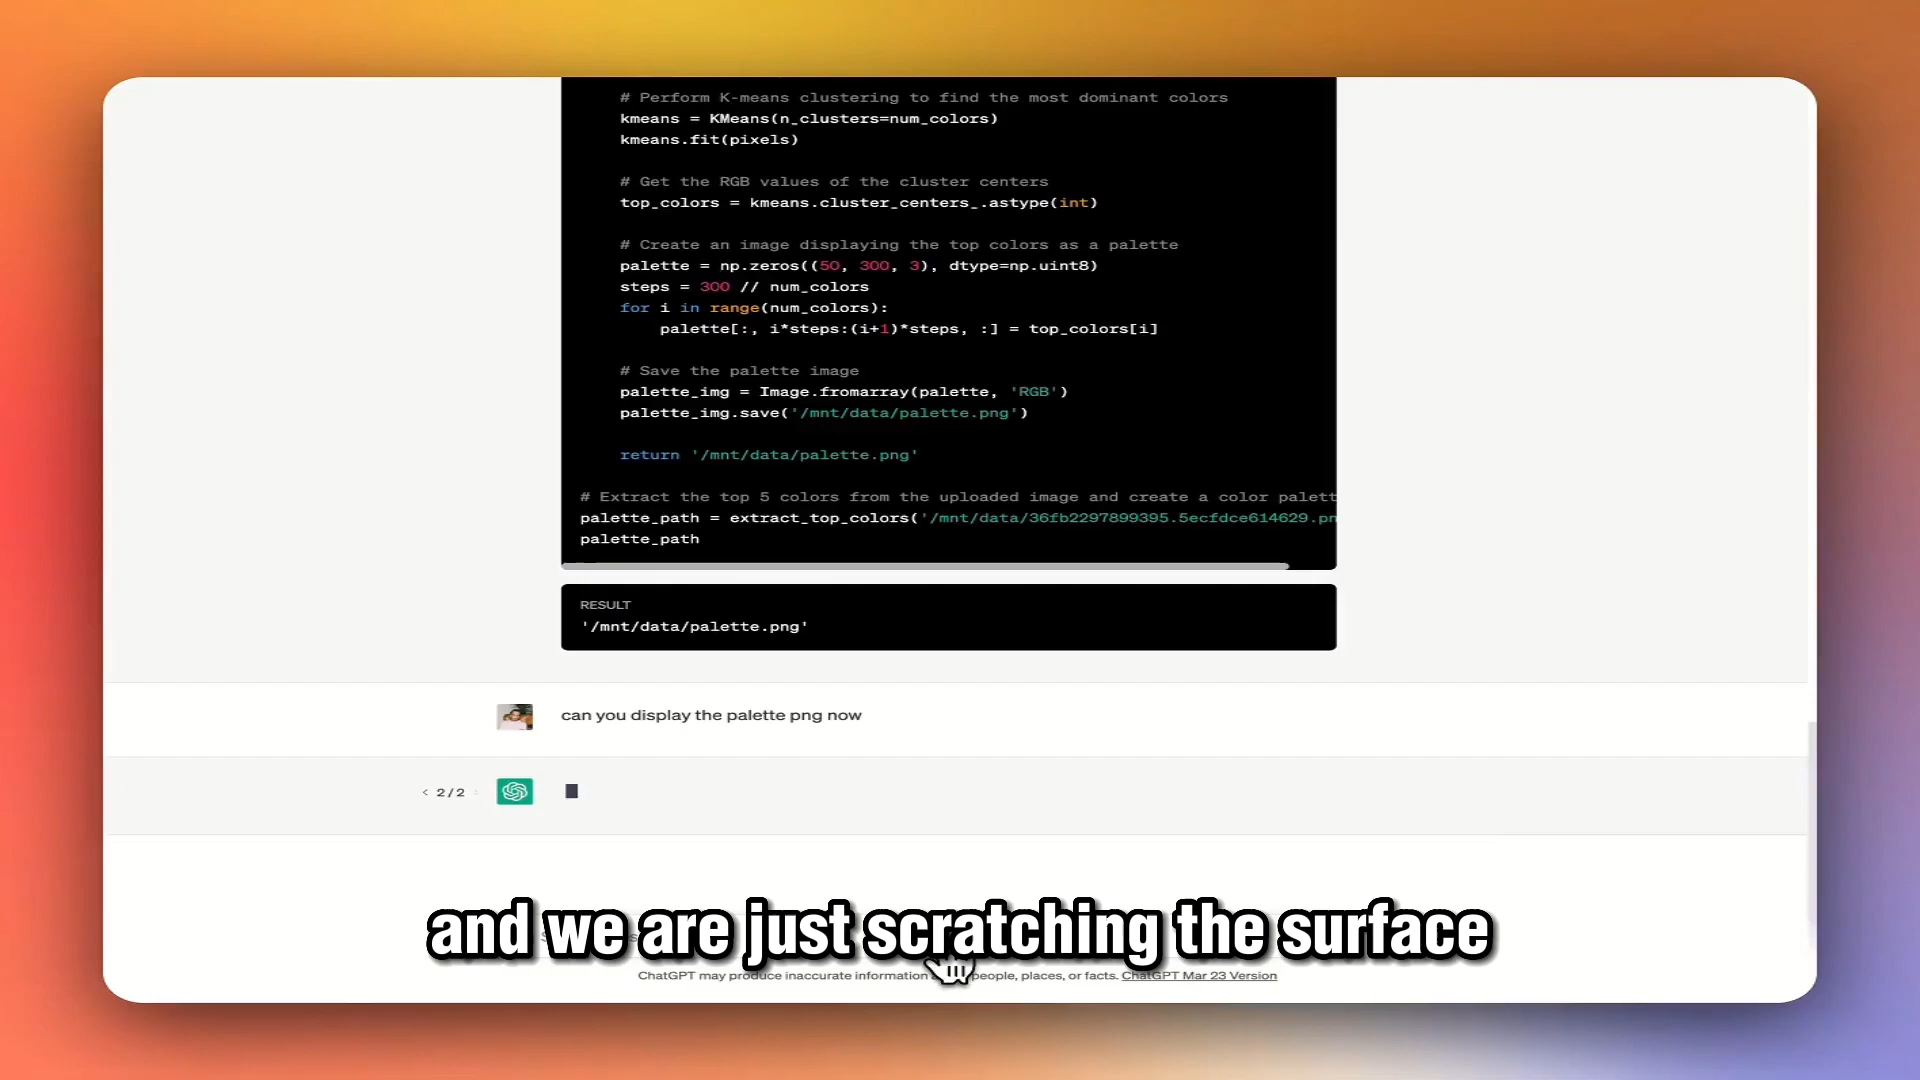 # Perform K-means clustering to find the most dominant colors
kmeans = KMeans(n_clusters=num_colors)
kmeans.fit(pixels)
# Get the RGB values of the cluster centers
top_colors = kmeans.cluster_centers_.astype(int)
# Create an image displaying the top colors as a palette
palette = np.zeros((50, 300, 3), dtype=np.uint8)
steps = 300 // num_colors
for i in range(num_colors):
palette[:, i*steps:(i+1)*steps, :] = top_colors[i]
# Save the palette image
palette_img = Image.fromarray(palette, 'RGB')
palette_img.save('/mnt/data/palette.png')
return '/mnt/data/palette.png'
# Extract the top 5 colors from the uploaded image and create a color palett
palette_path = extract_top_colors('/mnt/data/36fb2297899395.5ecfdce614629.pn
palette_path
RESULT
'/mnt/data/palette.png'
can you display the palette png now
< 2/2
and we are just scratching the surface
ChatGPT may produce inaccurate information people, places, or facts. ChatGPT Mar 23 Version